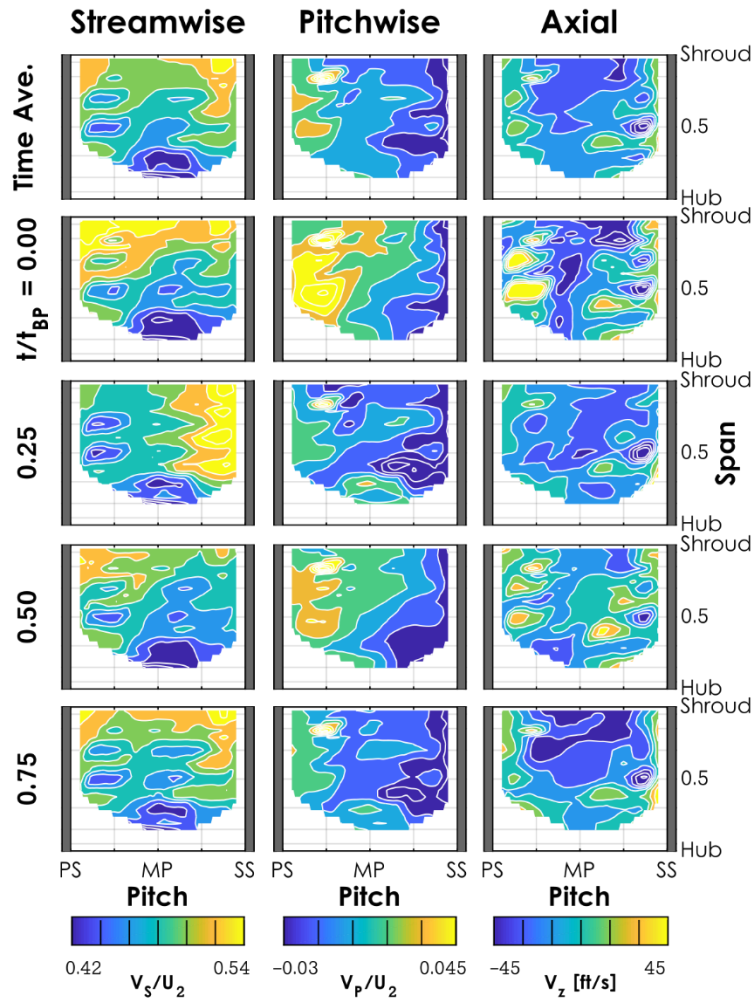 Streamwise Pitchwise Axial
Time Ave.
Shroud
0.5
Hub
t/t_BP = 0.00
Shroud
0.5
Hub
0.25
Shroud
0.5
Hub
Span
0.50
Shroud
0.5
Hub
0.75
Shroud
0.5
Hub
PS MP SS PS MP SS PS MP SS
Pitch Pitch Pitch
0.42 0.54 -0.03 0.045 -45 45
V_S/U_2 V_P/U_2 V_z [ft/s]